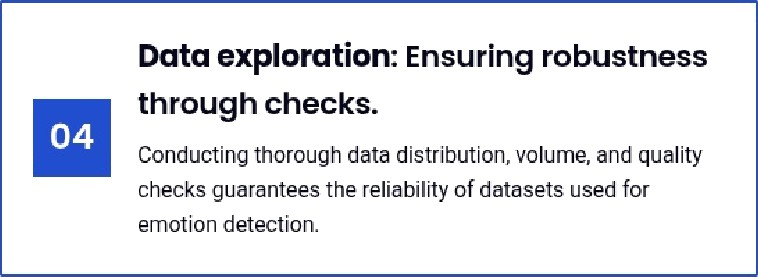 04
Data exploration: Ensuring robustness
through checks.
Conducting thorough data distribution, volume, and quality
checks guarantees the reliability of datasets used for
emotion detection.